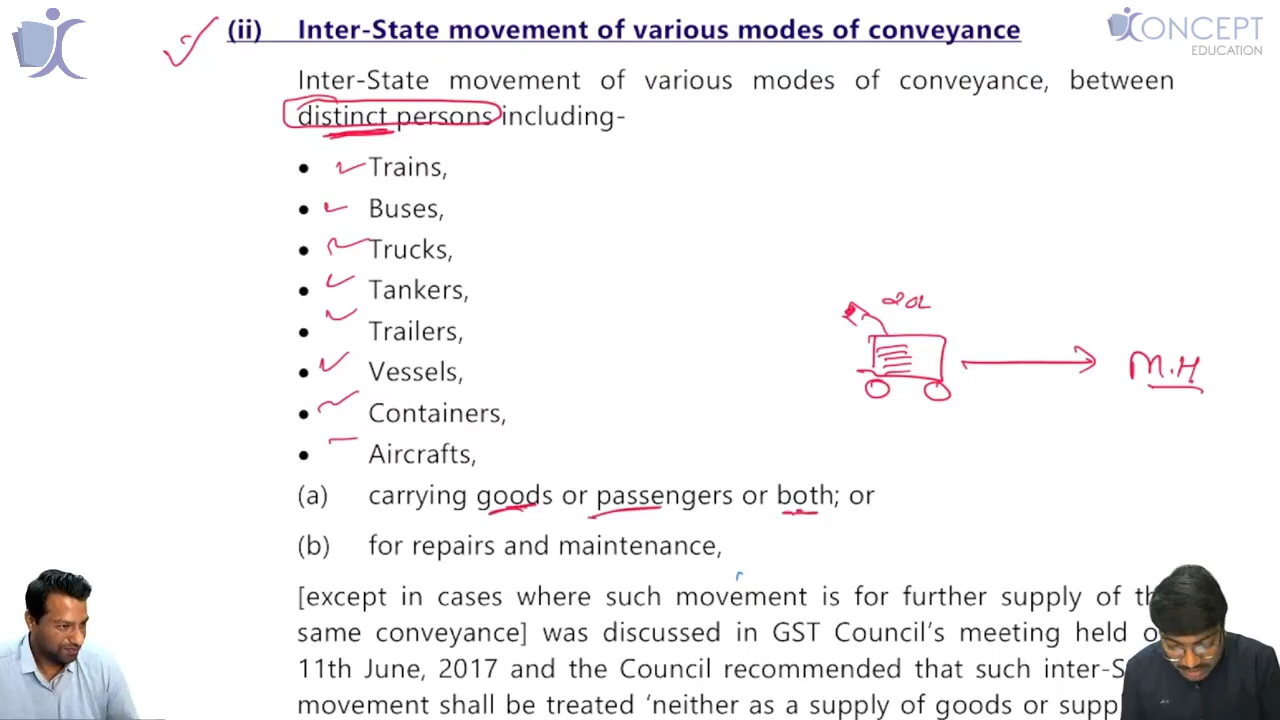 (ii) Inter-State movement of various modes of conveyance
CONCEPT
EDUCATION
Inter-State movement of various modes of conveyance, between
distinct persons including-
• Trains,
• Buses,
• Trucks,
• Tankers,
• Trailers,
• Vessels,
• Containers,
• Aircrafts,
M.H
(a) carrying goods or passengers or both; or
(b) for repairs and maintenance,
[except in cases where such movement is for further supply of
same conveyance] was discussed in GST Council's meeting held
11th June, 2017 and the Council recommended that such
movement shall be treated 'neither as a supply of goods or